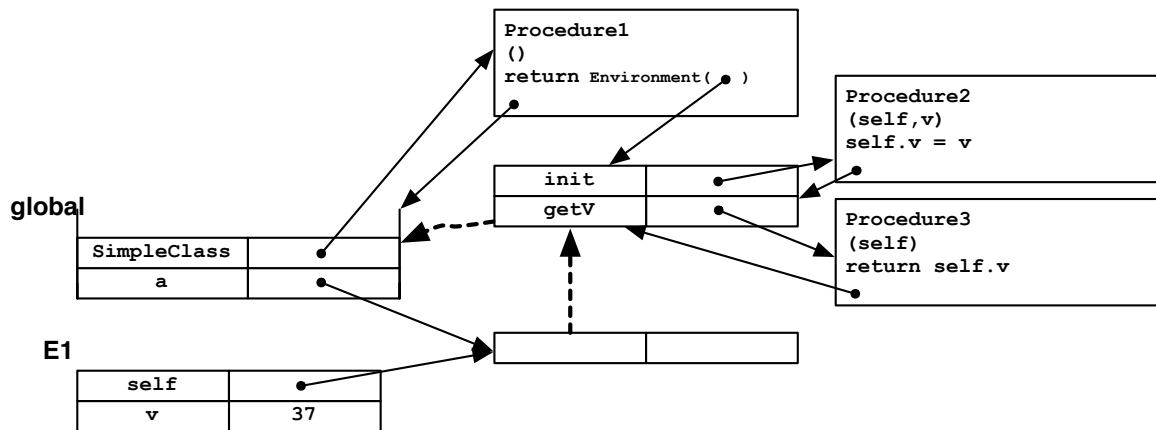 Procedure1
()
return Environment( )
Procedure2
(self,v)
self.v = v
init
getV
global
Procedure3
(self)
return self.v
SimpleClass
a
E1
self
v 37